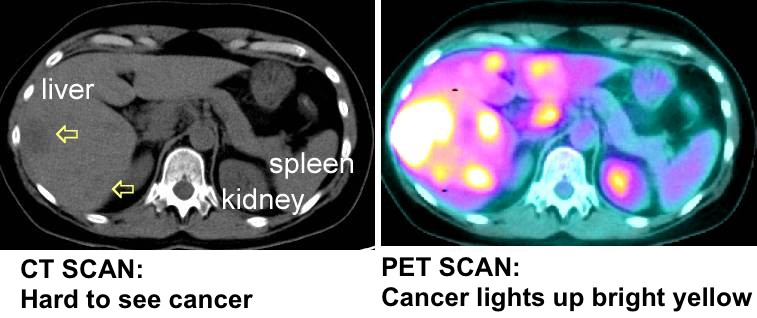 liver
spleen
kidney
CT SCAN:
Hard to see cancer
PET SCAN:
Cancer lights up bright yellow